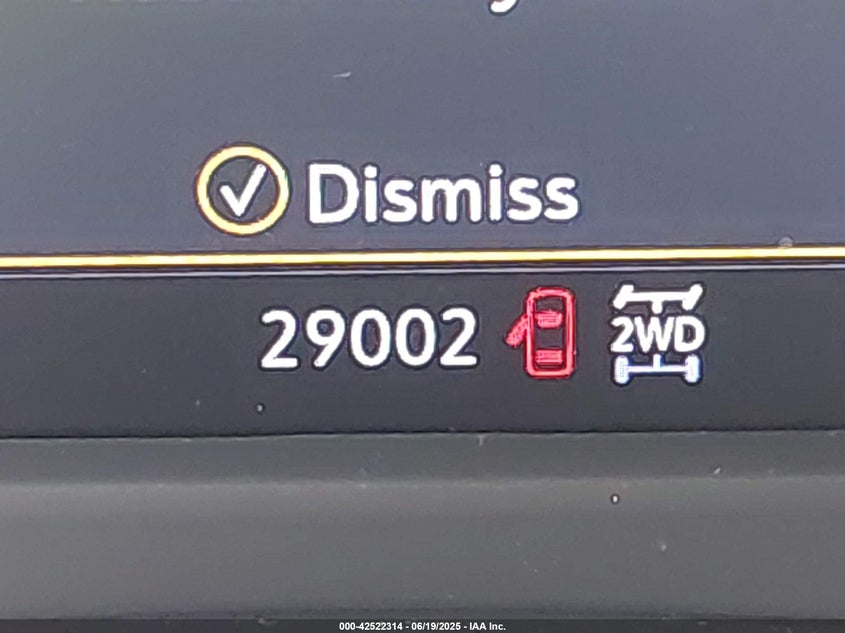 Dismiss
29002
2WD
000-42522314 - 06/19/2025 - IAA Inc.